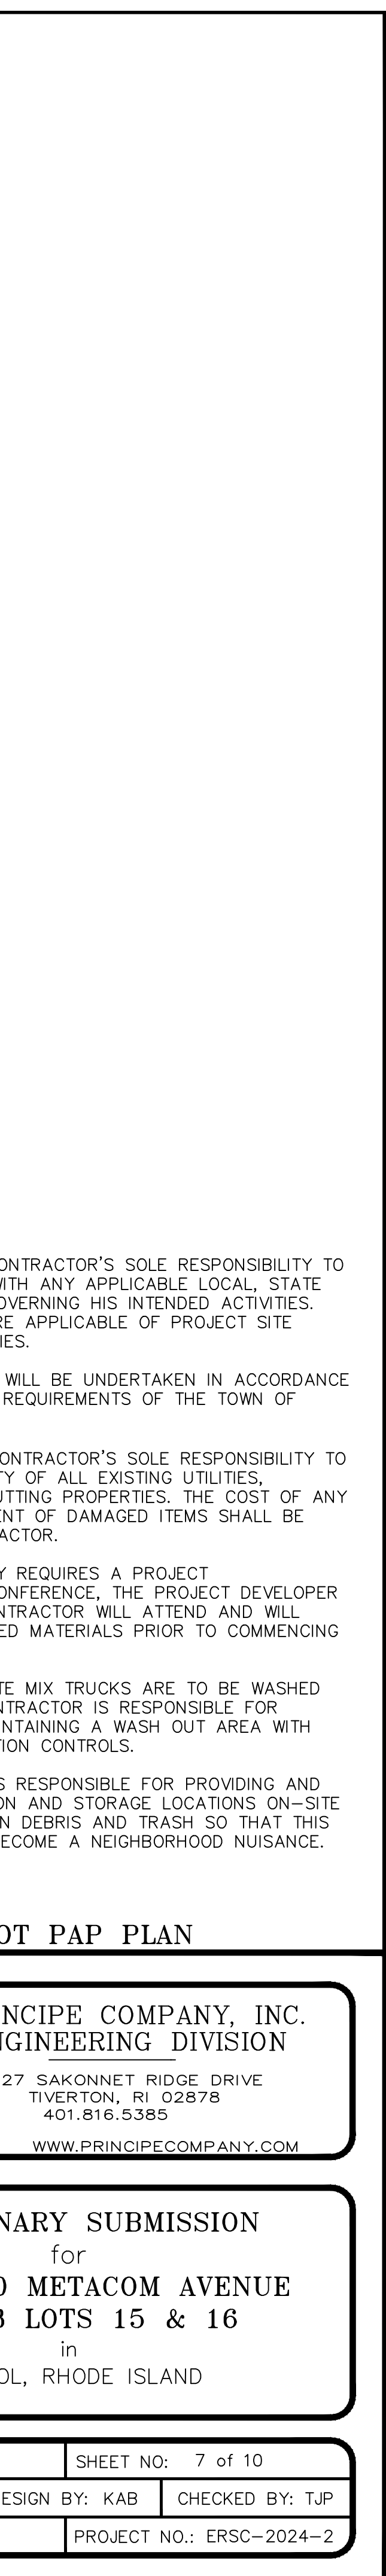 ONTRACTOR'S SOLE RESPONSIBILITY TO
WITH ANY APPLICABLE LOCAL, STATE
OVERNING HIS INTENDED ACTIVITIES.
RE APPLICABLE OF PROJECT SITE
IES.
WILL BE UNDERTAKEN IN ACCORDANCE
REQUIREMENTS OF THE TOWN OF
ONTRACTOR'S SOLE RESPONSIBILITY TO
TY OF ALL EXISTING UTILITIES,
UTTING PROPERTIES. THE COST OF ANY
ENT OF DAMAGED ITEMS SHALL BE
ACTOR.
Y REQUIRES A PROJECT
ONFERENCE, THE PROJECT DEVELOPER
NTRACTOR WILL ATTEND AND WILL
ED MATERIALS PRIOR TO COMMENCING
TE MIX TRUCKS ARE TO BE WASHED
NTRACTOR IS RESPONSIBLE FOR
INTAINING A WASH OUT AREA WITH
TION CONTROLS.
S RESPONSIBLE FOR PROVIDING AND
ON AND STORAGE LOCATIONS ON-SITE
N DEBRIS AND TRASH SO THAT THIS
ECOME A NEIGHBORHOOD NUISANCE.
OT PAP PLAN
INCIPE COMPANY, INC.
NGINEERING DIVISION
27 SAKONNET RIDGE DRIVE
TIVERTON, RI 02878
401.816.5385
WWW.PRINCIPECOMPANY.COM
NARY SUBMISSION
for
0 METACOM AVENUE
LOTS 15 & 16
in
OL, RHODE ISLAND
SHEET NO: 7 of 10
ESIGN BY: KAB CHECKED BY: TJP
PROJECT NO.: ERSC-2024-2